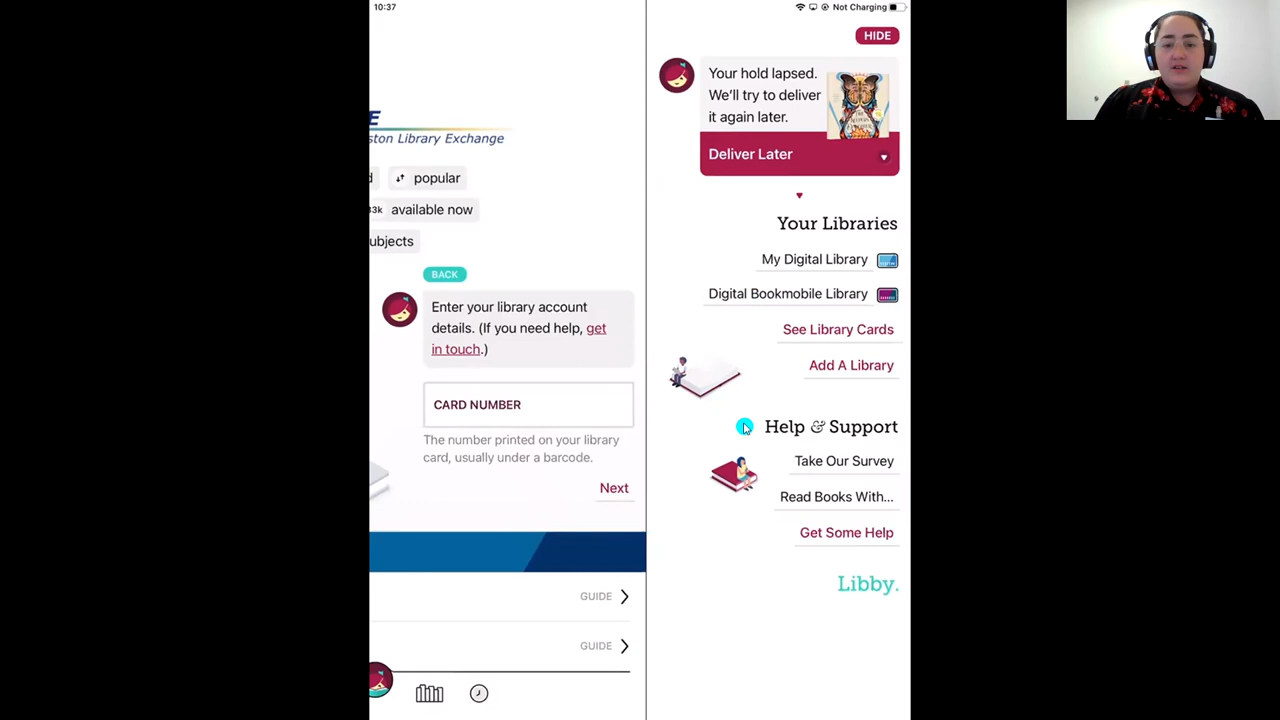 10:37
Not Charging
E
ston Library Exchange
d
popular
33k available now
ubjects
BACK
Enter your library account
details. (If you need help, get
in touch.)
CARD NUMBER
The number printed on your library
card, usually under a barcode.
Next
GUIDE
GUIDE
HIDE
Your hold lapsed.
We'll try to deliver
it again later.
Deliver Later
Your Libraries
My Digital Library
Digital Bookmobile Library
See Library Cards
Add A Library
Help & Support
Take Our Survey
Read Books With...
Get Some Help
Libby.